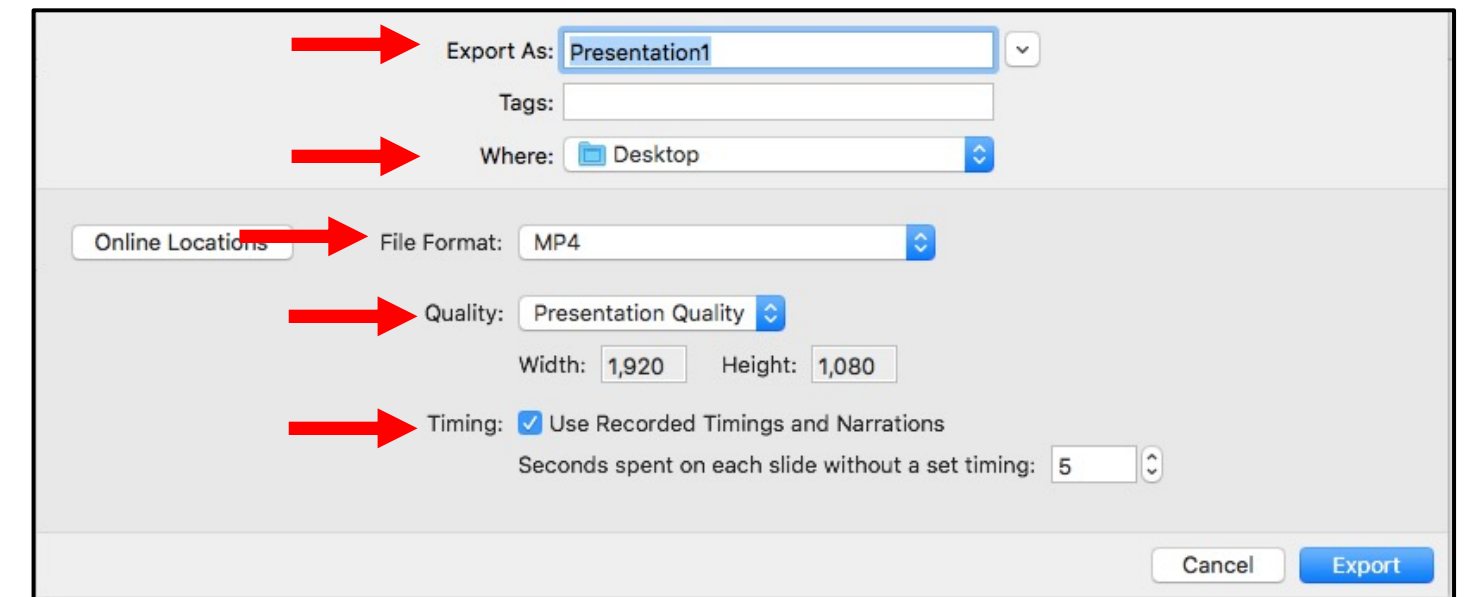 Export As: Presentation1
Tags:
Where: Desktop
Online Locations File Format: MP4
Quality: Presentation Quality
Width: 1,920 Height: 1,080
Timing: Use Recorded Timings and Narrations
Seconds spent on each slide without a set timing: 5
Cancel Export